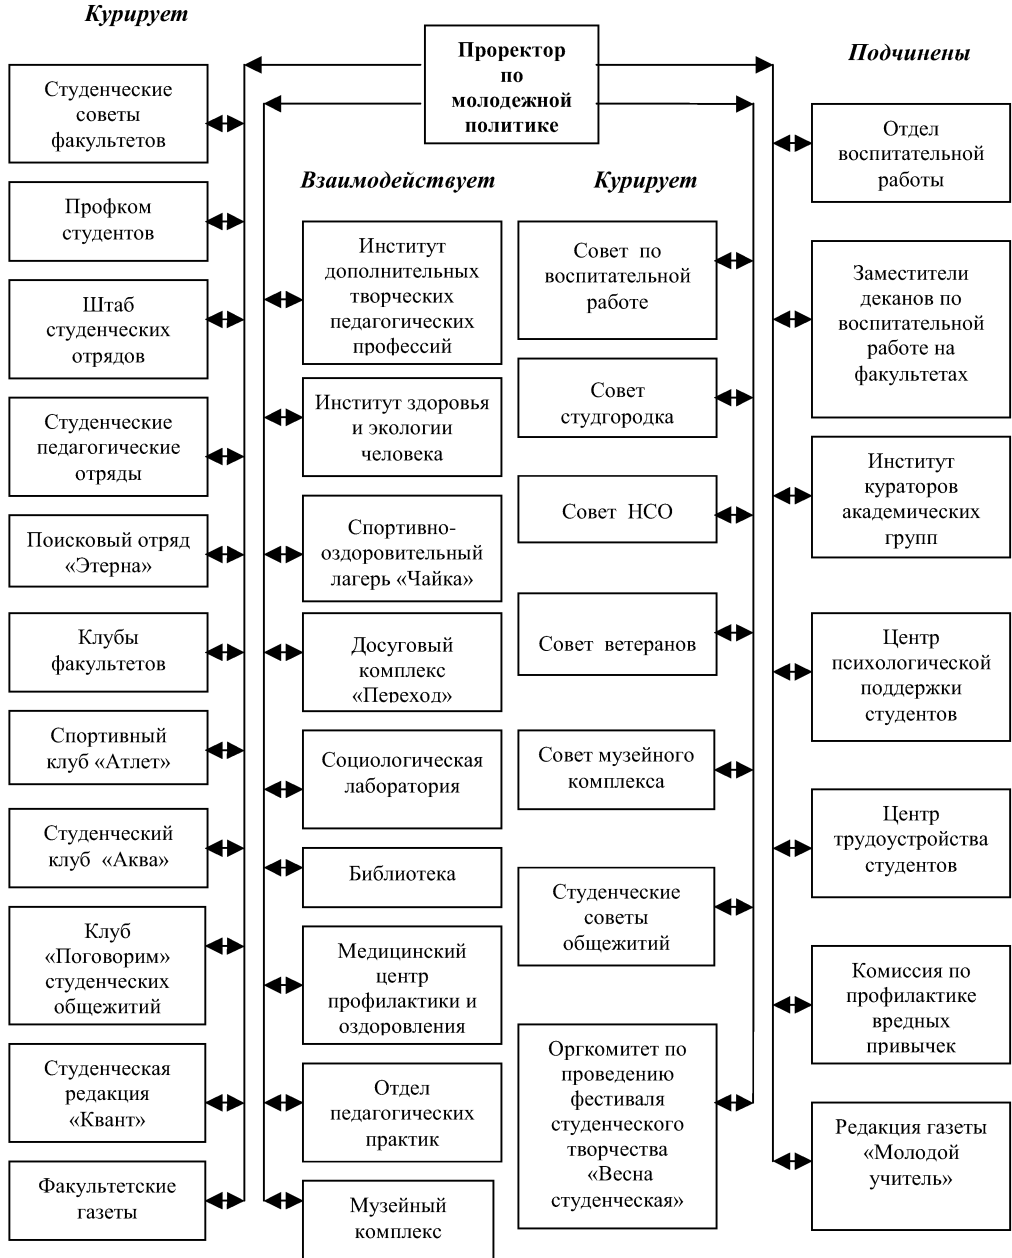 Курирует
Проректор
по
молодежной
политике
Подчинены
Студенческие
советы
факультетов
Профком
студентов
Штаб
студенческих
отрядов
Студенческие
педагогические
отряды
Поисковый отряд
«Этерна»
Клубы
факультетов
Спортивный
клуб «Атлет»
Студенческий
клуб «Аква»
Клуб
«Поговорим»
студенческих
общежитий
Студенческая
редакция
«Квант»
Факультетские
газеты
Взаимодействует
Институт
дополнительных
творческих
педагогических
профессий
Институт здоровья
и экологии
человека
Спортивно-
оздоровительный
лагерь «Чайка»
Досуговый
комплекс
«Переход»
Социологическая
лаборатория
Библиотека
Медицинский
центр
профилактики и
оздоровления
Отдел
педагогических
практик
Музейный
комплекс
Курирует
Совет по
воспитательной
работе
Совет
студгородка
Совет НСО
Совет ветеранов
Совет музейного
комплекса
Студенческие
советы
общежитий
Оргкомитет по
проведению
фестиваля
студенческого
творчества
«Весна
студенческая»
Отдел
воспитательной
работы
Заместители
деканов по
воспитательной
работе на
факультетах
Институт
кураторов
академических
групп
Центр
психологической
поддержки
студентов
Центр
трудоустройства
студентов
Комиссия по
профилактике
вредных
привычек
Редакция газеты
«Молодой
учитель»